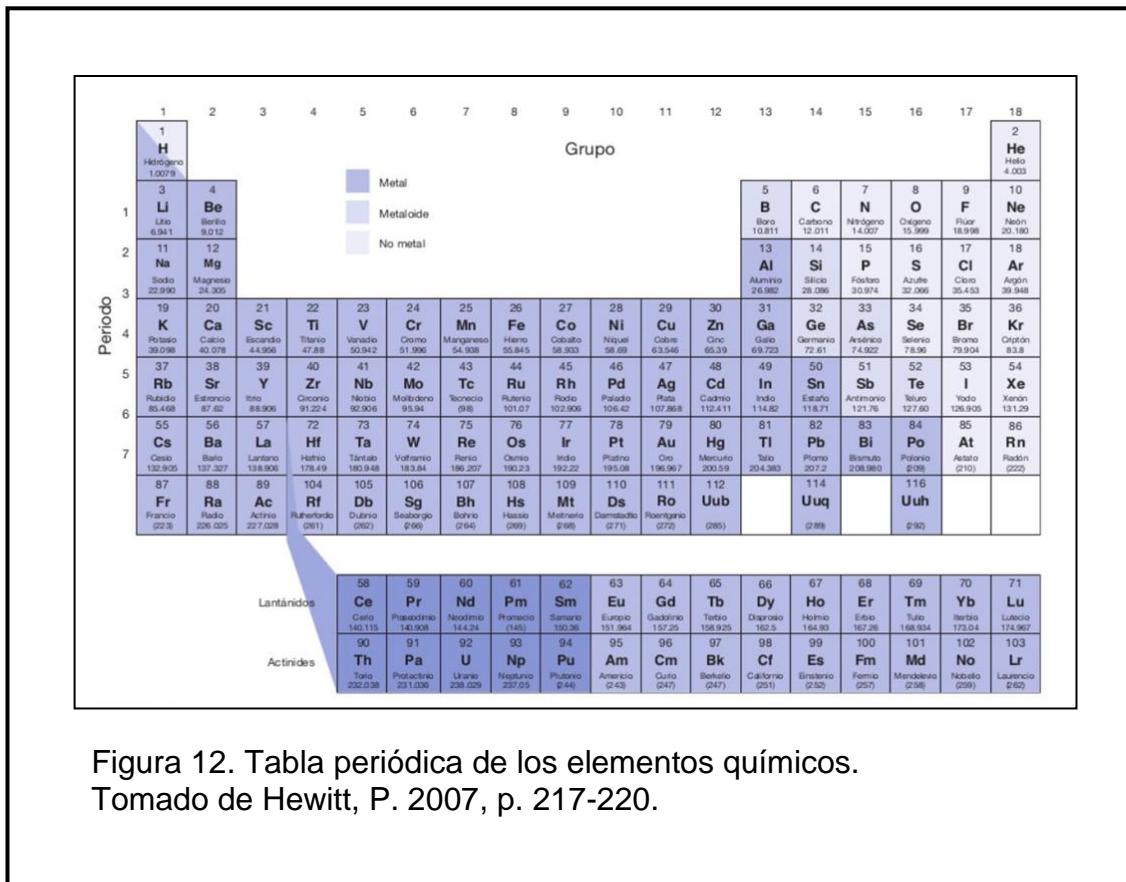 1 2 3 4 5 6 7 8 9 10 11 12 13 14 15 16 17 18
1 2
H Grupo He
Hidrógeno Helio
1.0079 Metal 4.003
3 4 5 6 7 8 9 10
Li Be Metaloide B C N O F Ne
1
Litio Berilio Boro Carbono Nitrógeno Oxígeno Flúor Neón
6.941 9.012 No metal 10.811 12.011 14.007 15.999 18.998 20.180
11 12 13 14 15 16 17 18
2
Na Mg Al Si P S Cl Ar
Sodio Magnesio Aluminio Silicio Fósforo Azufre Cloro Argón
22.990 24.305 26.982 28.086 30.974 32.066 35.453 39.948
3
19 20 21 22 23 24 25 26 27 28 29 30 31 32 33 34 35 36
Periodo
4
K Ca Sc Ti V Cr Mn Fe Co Ni Cu Zn Ga Ge As Se Br Kr
Potasio Calcio Escandio Titanio Vanadio Cromo Manganeso Hierro Cobalto Níquel Cobre Cinc Galio Germanio Arsénico Selenio Bromo Criptón
39.098 40.078 44.956 47.88 50.942 51.996 54.938 55.845 58.933 58.69 63.546 65.39 69.723 72.61 74.922 78.96 79.904 83.8
37 38 39 40 41 42 43 44 45 46 47 48 49 50 51 52 53 54
5
Rb Sr Y Zr Nb Mo Tc Ru Rh Pd Ag Cd In Sn Sb Te I Xe
Rubidio Estroncio Itrio Circonio Niobio Molibdeno Tecnecio Rutenio Rodio Paladio Plata Cadmio Indio Estaño Antimonio Teluro Yodo Xenón
85.468 87.62 88.906 91.224 92.906 95.94 (98) 101.07 102.906 106.42 107.868 112.411 114.82 118.71 121.76 127.60 126.905 131.29
6
55 56 57 72 73 74 75 76 77 78 79 80 81 82 83 84 85 86
Cs Ba La Hf Ta W Re Os Ir Pt Au Hg Tl Pb Bi Po At Rn
7
Cesio Bario Lantano Hafnio Tántalo Volframio Renio Osmio Iridio Platino Oro Mercurio Talio Plomo Bismuto Polonio Astato Radón
132.905 137.327 138.906 178.49 180.948 183.84 186.207 190.23 192.22 195.08 196.967 200.59 204.383 207.2 208.980 (209) (210) (222)
87 88 89 104 105 106 107 108 109 110 111 112 114 116
Fr Ra Ac Rf Db Sg Bh Hs Mt Ds Ro Uub Uuq Uuh
Francio Radio Actinio Rutherfordio Dubnio Seaborgio Bohrio Hassio Meitnerio Darmstadtio Roentgenio
(223) 226.025 227.028 (261) (262) (266) (264) (269) (268) (271) (272) (285) (289) (292)
58 59 60 61 62 63 64 65 66 67 68 69 70 71
Lantánidos Ce Pr Nd Pm Sm Eu Gd Tb Dy Ho Er Tm Yb Lu
Cerio Praseodimio Neodimio Promecio Samario Europio Gadolinio Terbio Disprosio Holmio Erbio Tulio Iterbio Lutecio
140.115 140.908 144.24 (145) 150.36 151.964 157.25 158.925 162.5 164.93 167.26 168.934 173.04 174.967
90 91 92 93 94 95 96 97 98 99 100 101 102 103
Actinides Th Pa U Np Pu Am Cm Bk Cf Es Fm Md No Lr
Torio Protactinio Uranio Neptunio Plutonio Americio Curio Berkelio Californio Einstenio Fermio Mendelevio Nobelio Laurencio
232.038 231.036 238.029 237.05 (244) (243) (247) (247) (251) (252) (257) (258) (259) (262)
Figura 12. Tabla periódica de los elementos químicos.
Tomado de Hewitt, P. 2007, p. 217-220.